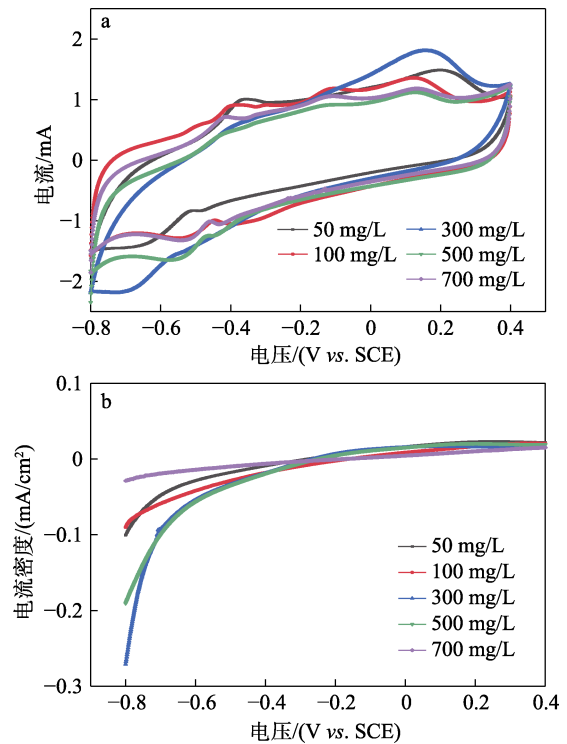 a
2
1
0
−1
−2
电流/mA
50 mg/L
300 mg/L
100 mg/L
500 mg/L
700 mg/L
−0.8 −0.6 −0.4 −0.2 0 0.2 0.4
电压/(V vs. SCE)
b
0.1
0
−0.1
−0.2
−0.3
电流密度/(mA/cm²)
50 mg/L
100 mg/L
300 mg/L
500 mg/L
700 mg/L
−0.8 −0.6 −0.4 −0.2 0 0.2 0.4
电压/(V vs. SCE)